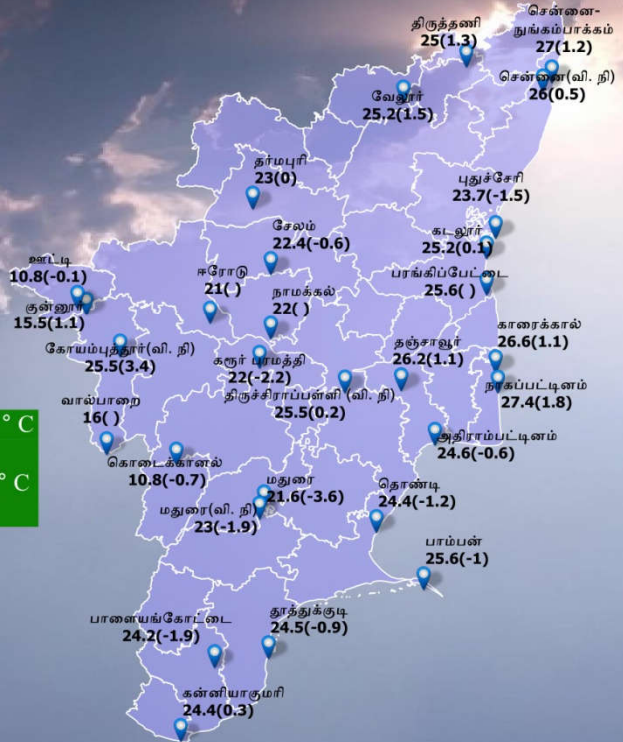 சென்னை-
நுங்கம்பாக்கம்
27(1.2)
திருத்தணி
25(1.3)
சென்னை(வி. நி)
26(0.5)
வேலூர்
25.2(1.5)
தர்மபுரி
23(0)
புதுச்சேரி
23.7(-1.5)
சேலம்
22.4(-0.6)
கடலூர்
25.2(0.1)
ஊட்டி
10.8(-0.1)
ஈரோடு
21( )
பரங்கிப்பேட்டை
25.6( )
குன்னூர்
15.5(1.1)
நாமக்கல்
22( )
காரைக்கால்
26.6(1.1)
கோயம்புத்தூர்(வி. நி)
25.5(3.4)
கரூர் புரமத்தி
22(-2.2)
தஞ்சாவூர்
26.2(1.1)
நாகப்பட்டினம்
27.4(1.8)
திருச்சிராப்பள்ளி (வி. நி)
25.5(0.2)
வால்பாறை
16( )
° C
அதிராம்பட்டினம்
24.6(-0.6)
கொடைக்கானல்
10.8(-0.7)
° C
மதுரை
21.6(-3.6)
மதுரை(வி. நி)
23(-1.9)
தொண்டி
24.4(-1.2)
பாம்பன்
25.6(-1)
பாளையங்கோட்டை
24.2(-1.9)
தூத்துக்குடி
24.5(-0.9)
கன்னியாகுமரி
24.4(0.3)